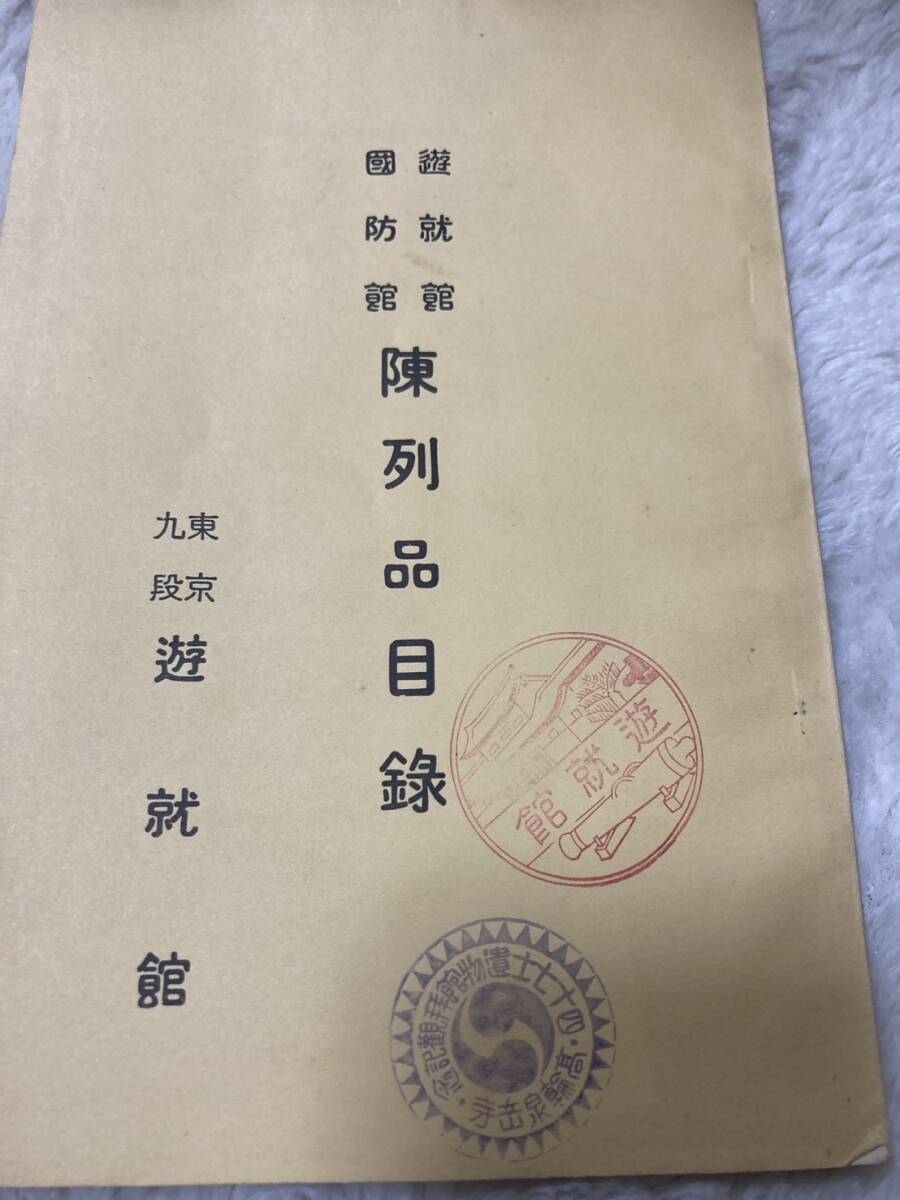 遊就館
國防館
陳列品目錄
東京
九段
遊就館
遊就館
四十七士遺物館拜觀記念
高輪泉岳寺